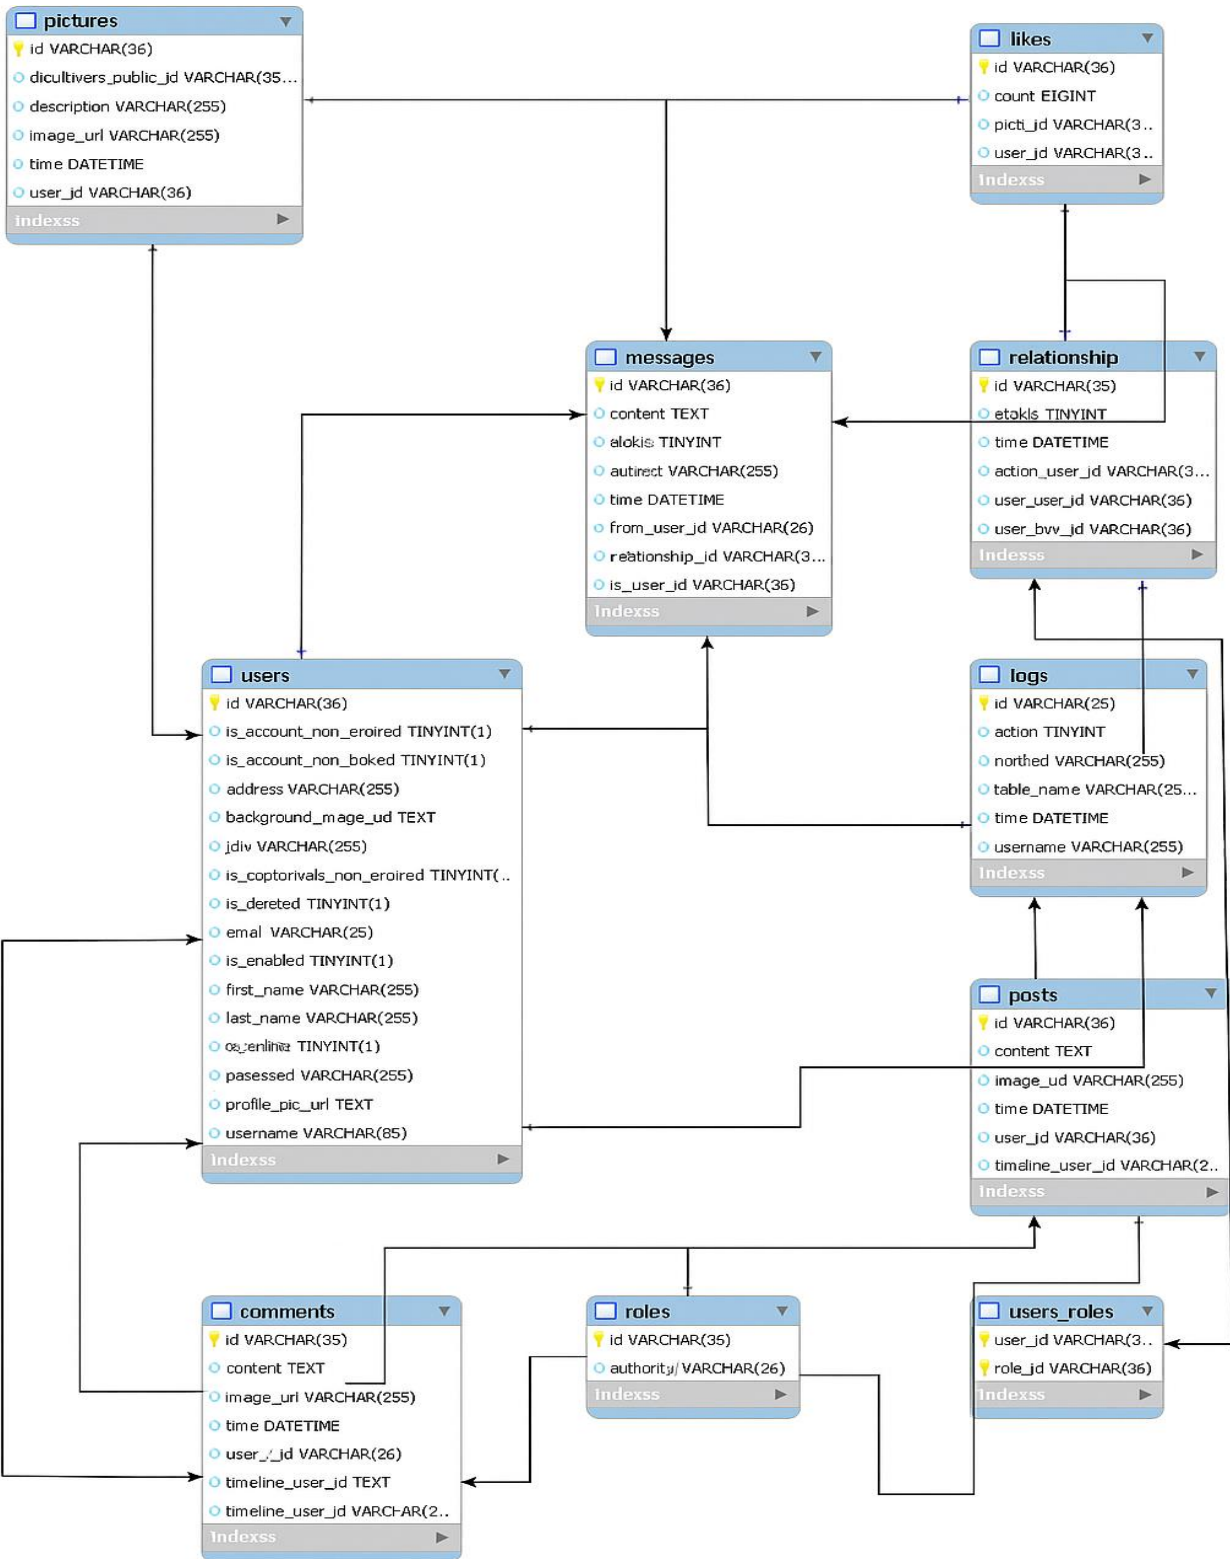 pictures
id VARCHAR(36)
dicultivers_public_jd VARCHAR(35...
description VARCHAR(255)
image_url VARCHAR(255)
time DATETIME
user_jd VARCHAR(36)
Indexss
likes
id VARCHAR(36)
count EIGINT
picti_jd VARCHAR(3..
user_jd VARCHAR(3..
Indexss
messages
id VARCHAR(36)
content TEXT
alokis TINYINT
autirect VARCHAR(255)
time DATETIME
from_user_id VARCHAR(26)
relationship_id VARCHAR(3...
is_user_id VARCHAR(36)
Indexss
relationship
id VARCHAR(35)
etokls TINYINT
time DATETIME
action_user_jd VARCHAR(3...
user_user_id VARCHAR(36)
user_bvv_jd VARCHAR(36)
Indexss
users
id VARCHAR(36)
is_account_non_eroired TINYINT(1)
is_account_non_boked TINYINT(1)
address VARCHAR(255)
background_mage_ud TEXT
jdiv VARCHAR(255)
is_coptorivals_non_eroired TINYINT(..
is_dereted TINYINT(1)
emal VARCHAR(25)
is_enabled TINYINT(1)
first_name VARCHAR(255)
last_name VARCHAR(255)
TINYINT(1)
pasessed VARCHAR(255)
profile_pic_url TEXT
username VARCHAR(85)
Indexss
logs
id VARCHAR(25)
action TINYINT
northed VARCHAR(255)
table_name VARCHAR(25...
time DATETIME
username VARCHAR(255)
Indexss
posts
id VARCHAR(36)
content TEXT
image_ud VARCHAR(255)
time DATETIME
user_jd VARCHAR(36)
timaline_user_id VARCHAR(2..
Indexss
comments
id VARCHAR(35)
content TEXT
image_url VARCHAR(255)
time DATETIME
VARCHAR(26)
timeline_user_id TEXT
timeline_user_jd VARCHAR(2..
Indexss
roles
id VARCHAR(35)
authority/ VARCHAR(26)
Indexss
users_roles
user_jd VARCHAR(3..
role_jd VARCHAR(36)
Indexss